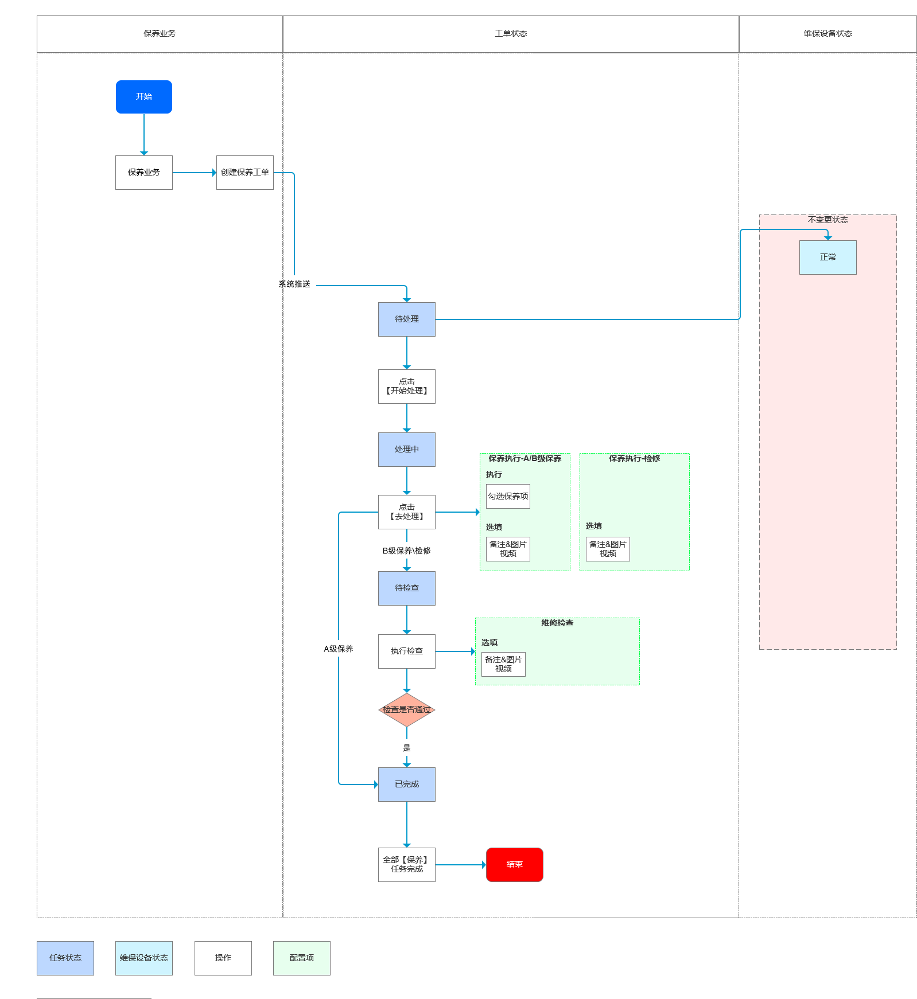 保养业务
工单状态
维保设备状态
开始
保养业务
创建保养工单
不变更状态
正常
系统推送
待处理
点击
【开始处理】
处理中
保养执行-A/B级保养
保养执行-检修
执行
勾选保养项
点击
【去处理】
选填
选填
备注&图片
视频
备注&图片
视频
B级保养\检修
待检查
维修检查
选填
A级保养
执行检查
备注&图片
视频
检查是否通过
是
已完成
全部【保养】
任务完成
结束
任务状态
维保设备状态
操作
配置项